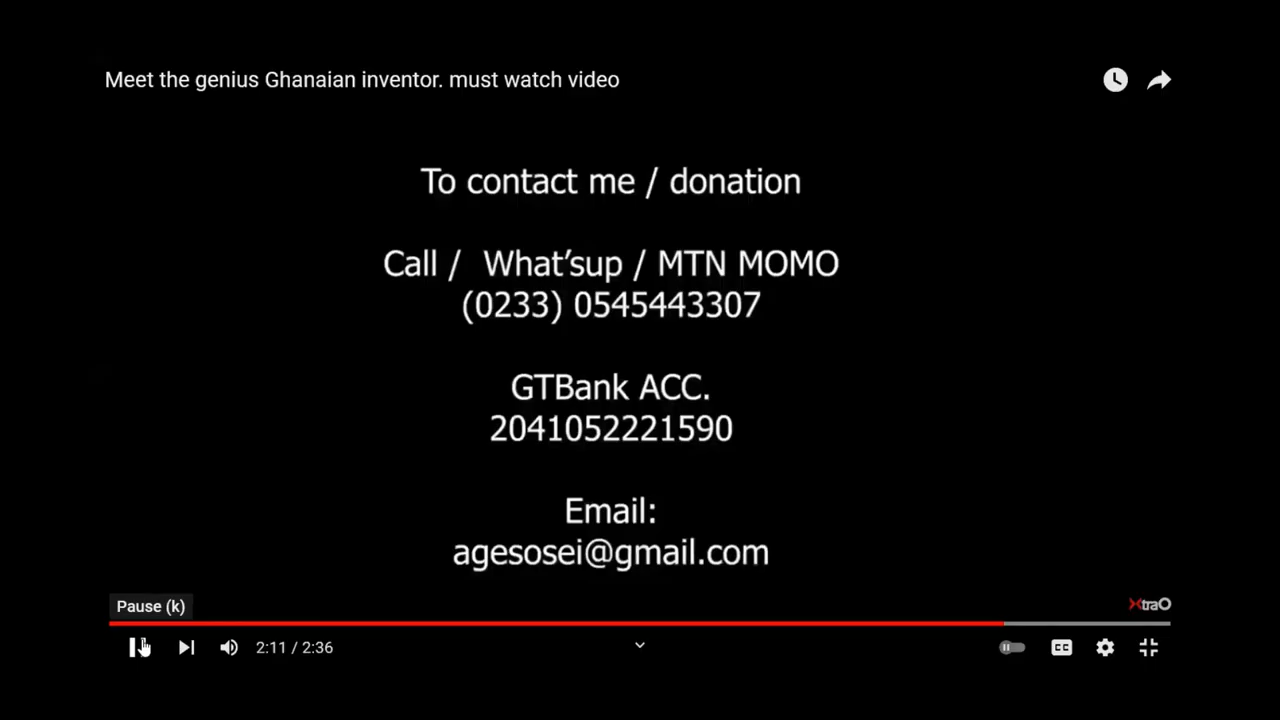 Meet the genius Ghanaian inventor. must watch video
To contact me / donation
Call / What’sup / MTN MOMO
(0233) 0545443307
GTBank ACC.
2041052221590
Email:
agesosei@gmail.com
Pause (k)
XtraO
2:11 / 2:36
CC